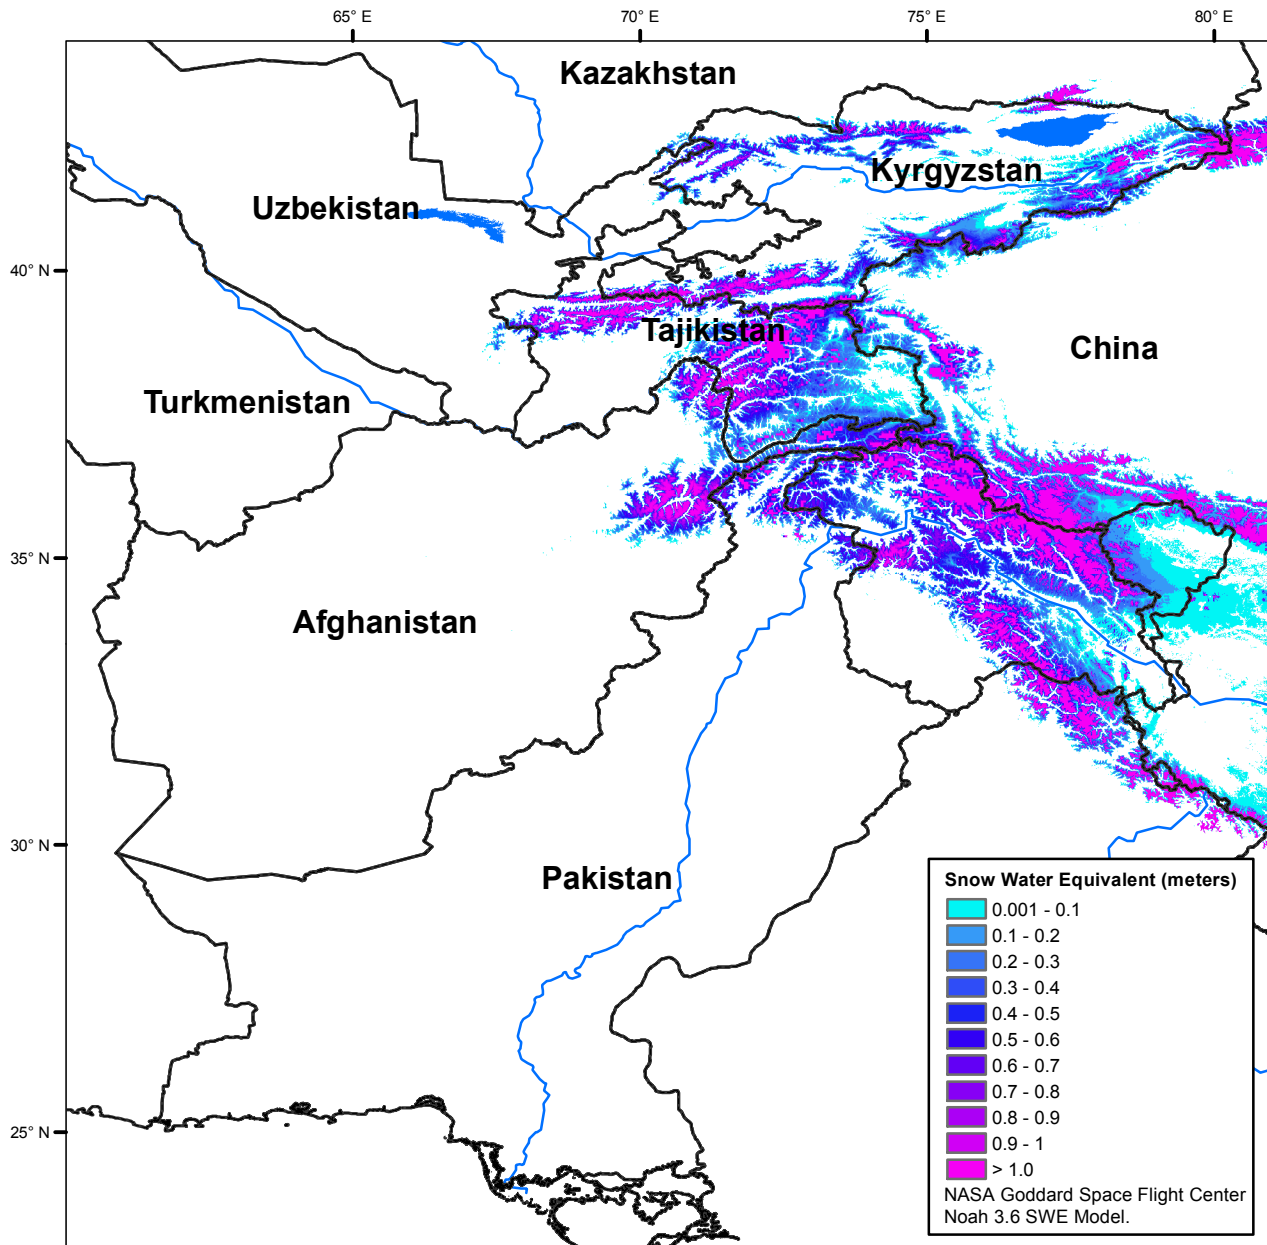 65° E
70° E
75° E
80° E
Kazakhstan
Kyrgyzstan
Uzbekistan
40° N
Tajikistan
China
Turkmenistan
35° N
Afghanistan
30° N
Pakistan
25° N
Snow Water Equivalent (meters)
0.001 - 0.1
0.1 - 0.2
0.2 - 0.3
0.3 - 0.4
0.4 - 0.5
0.5 - 0.6
0.6 - 0.7
0.7 - 0.8
0.8 - 0.9
0.9 - 1
> 1.0
NASA Goddard Space Flight Center
Noah 3.6 SWE Model.